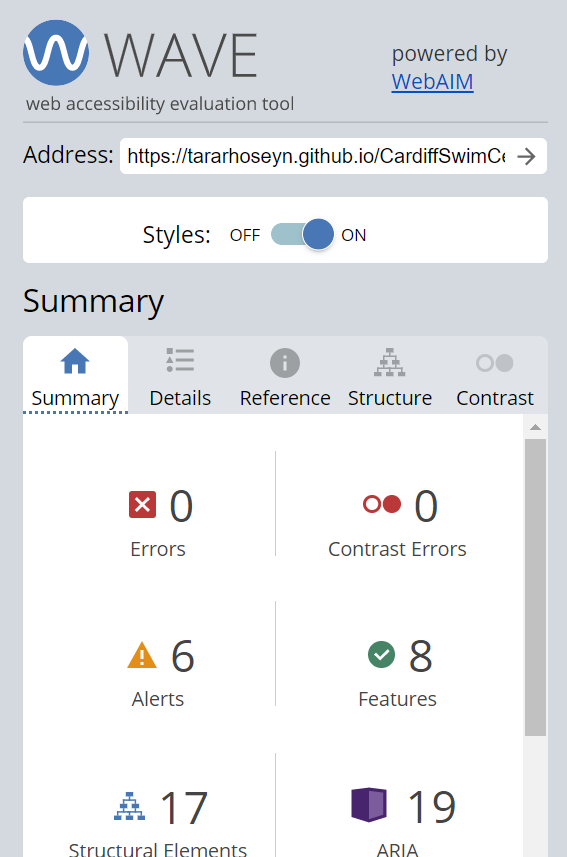 WAVE
powered by
WebAIM
web accessibility evaluation tool
Address: https://tararhoseyn.github.io/CardiffSwimCe
Styles: OFF ON
Summary
Summary Details Reference Structure Contrast
0 0
Errors Contrast Errors
6 8
Alerts Features
17 19
Structural Elements ARIA